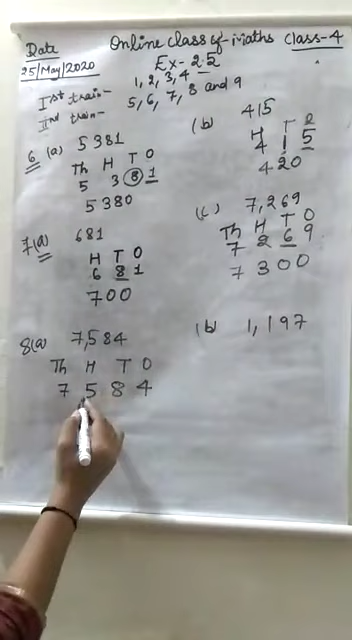 Date Online class of Maths Class-4
25/May/2020 Ex-2.5
Ist train- 1, 2, 3, 4
IInd train- 5, 6, 7, 8 and 9
6 (a) 5381
Th H T O
5 3 8 1
5380
(b) 415
H T O
4 1 5
420
7(a) 681
H T O
6 8 1
700
(c) 7,269
Th H T O
7 2 6 9
7300
8(a) 7,584
Th H T O
7 5 8 4
(b 1,197